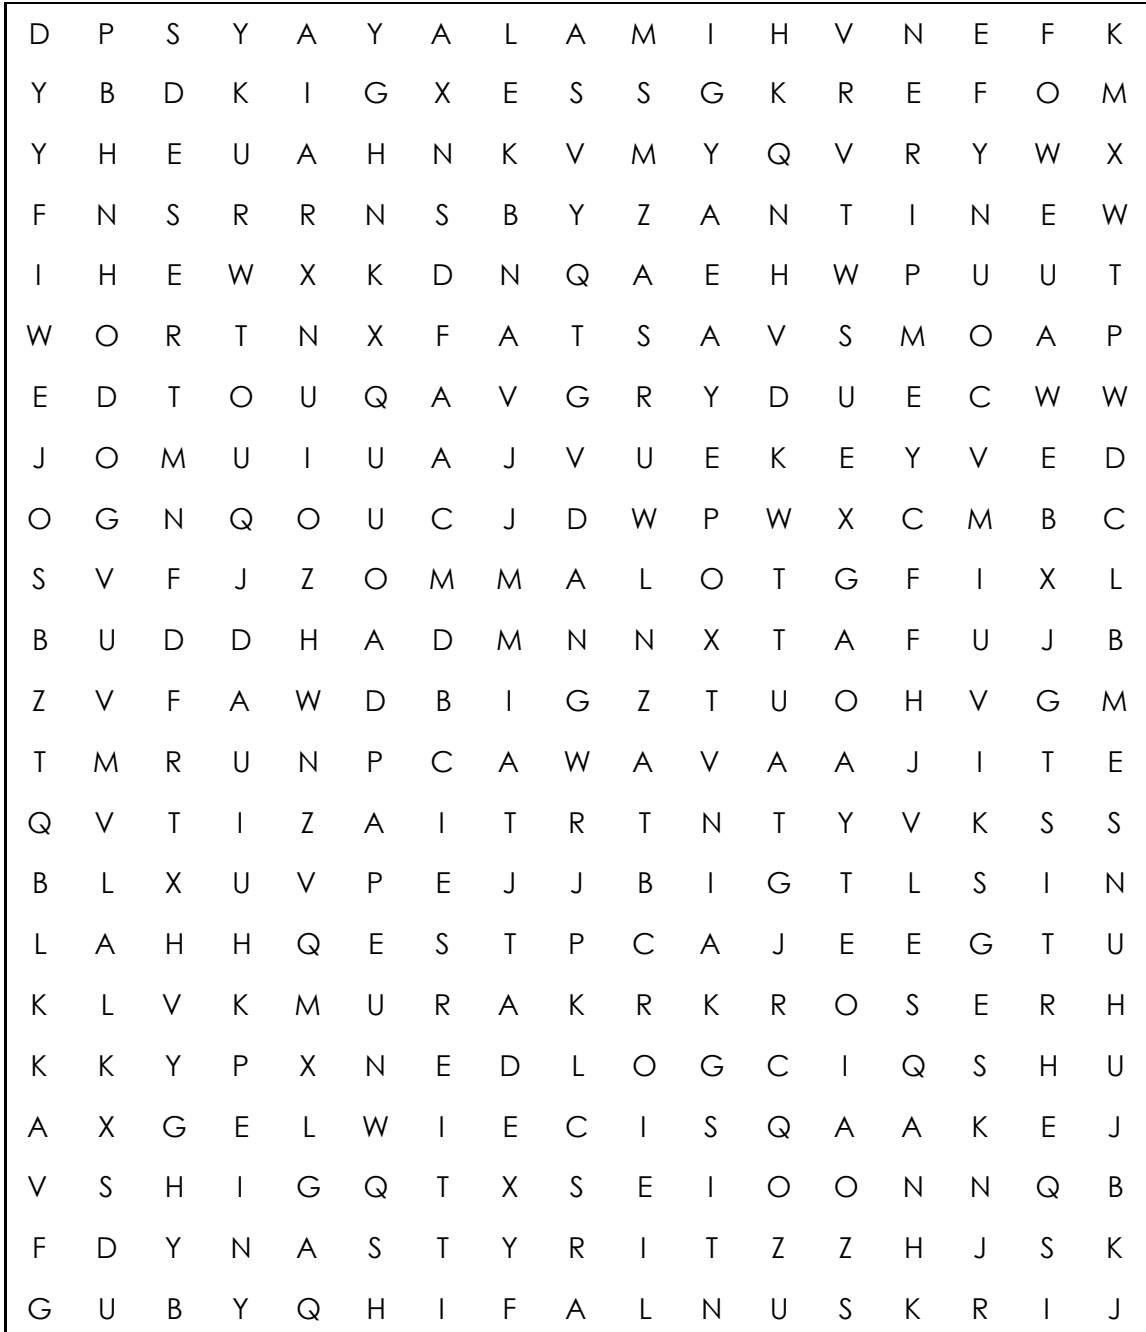 D P S Y A Y A L A M I H V N E F K
Y B D K I G X E S S G K R E F O M
Y H E U A H N K V M Y Q V R Y W X
F N S R R N S B Y Z A N T I N E W
I H E W X K D N Q A E H W P U U T
W O R T N X F A T S A V S M O A P
E D T O U Q A V G R Y D U E C W W
J O M U I U A J V U E K E Y V E D
O G N Q O U C J D W P W X C M B C
S V F J Z O M M A L O T G F I X L
B U D D H A D M N N X T A F U J B
Z V F A W D B I G Z T U O H V G M
T M R U N P C A W A V A A J I T E
Q V T I Z A I T R T N T Y V K S S
B L X U V P E J J B I G T L S I N
L A H H Q E S T P C A J E E G T U
K L V K M U R A K R K R O S E R H
K K Y P X N E D L O G C I Q S H U
A X G E L W I E C I S Q A A K E J
V S H I G Q T X S E I O O N N Q B
F D Y N A S T Y R I T Z Z H J S K
G U B Y Q H I F A L N U S K R I J